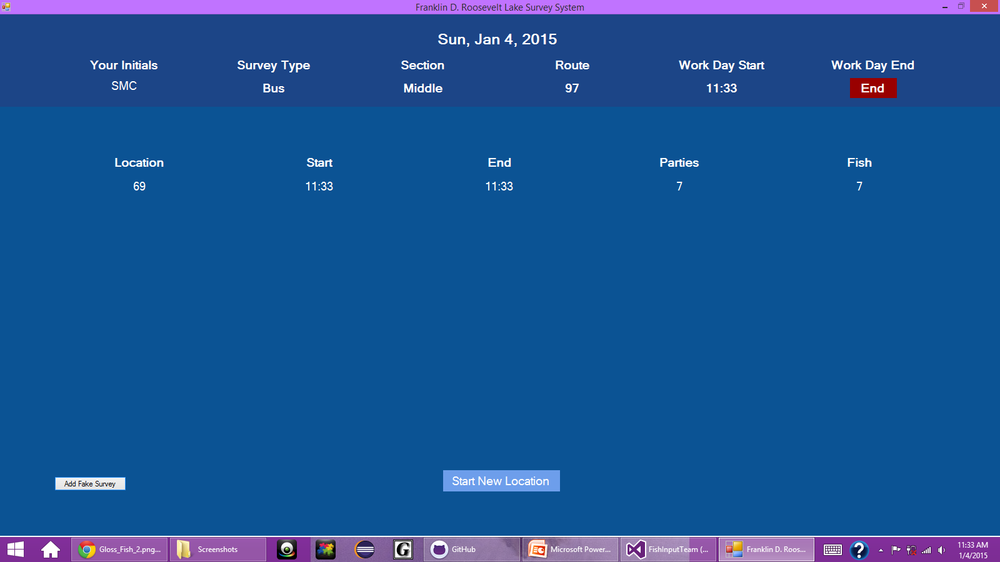 Franklin D. Roosevelt Lake Survey System
Sun, Jan 4, 2015
Your Initials Survey Type Section Route Work Day Start Work Day End
SMC Bus Middle 97 11:33 End
Location Start End Parties Fish
69 11:33 11:33 7 7
Add Fake Survey Start New Location
Gloss_Fish_2.png... Screenshots G GitHub Microsoft Power... FishInputTeam (... Franklin D. Roos... ? 11:33 AM
1/4/2015